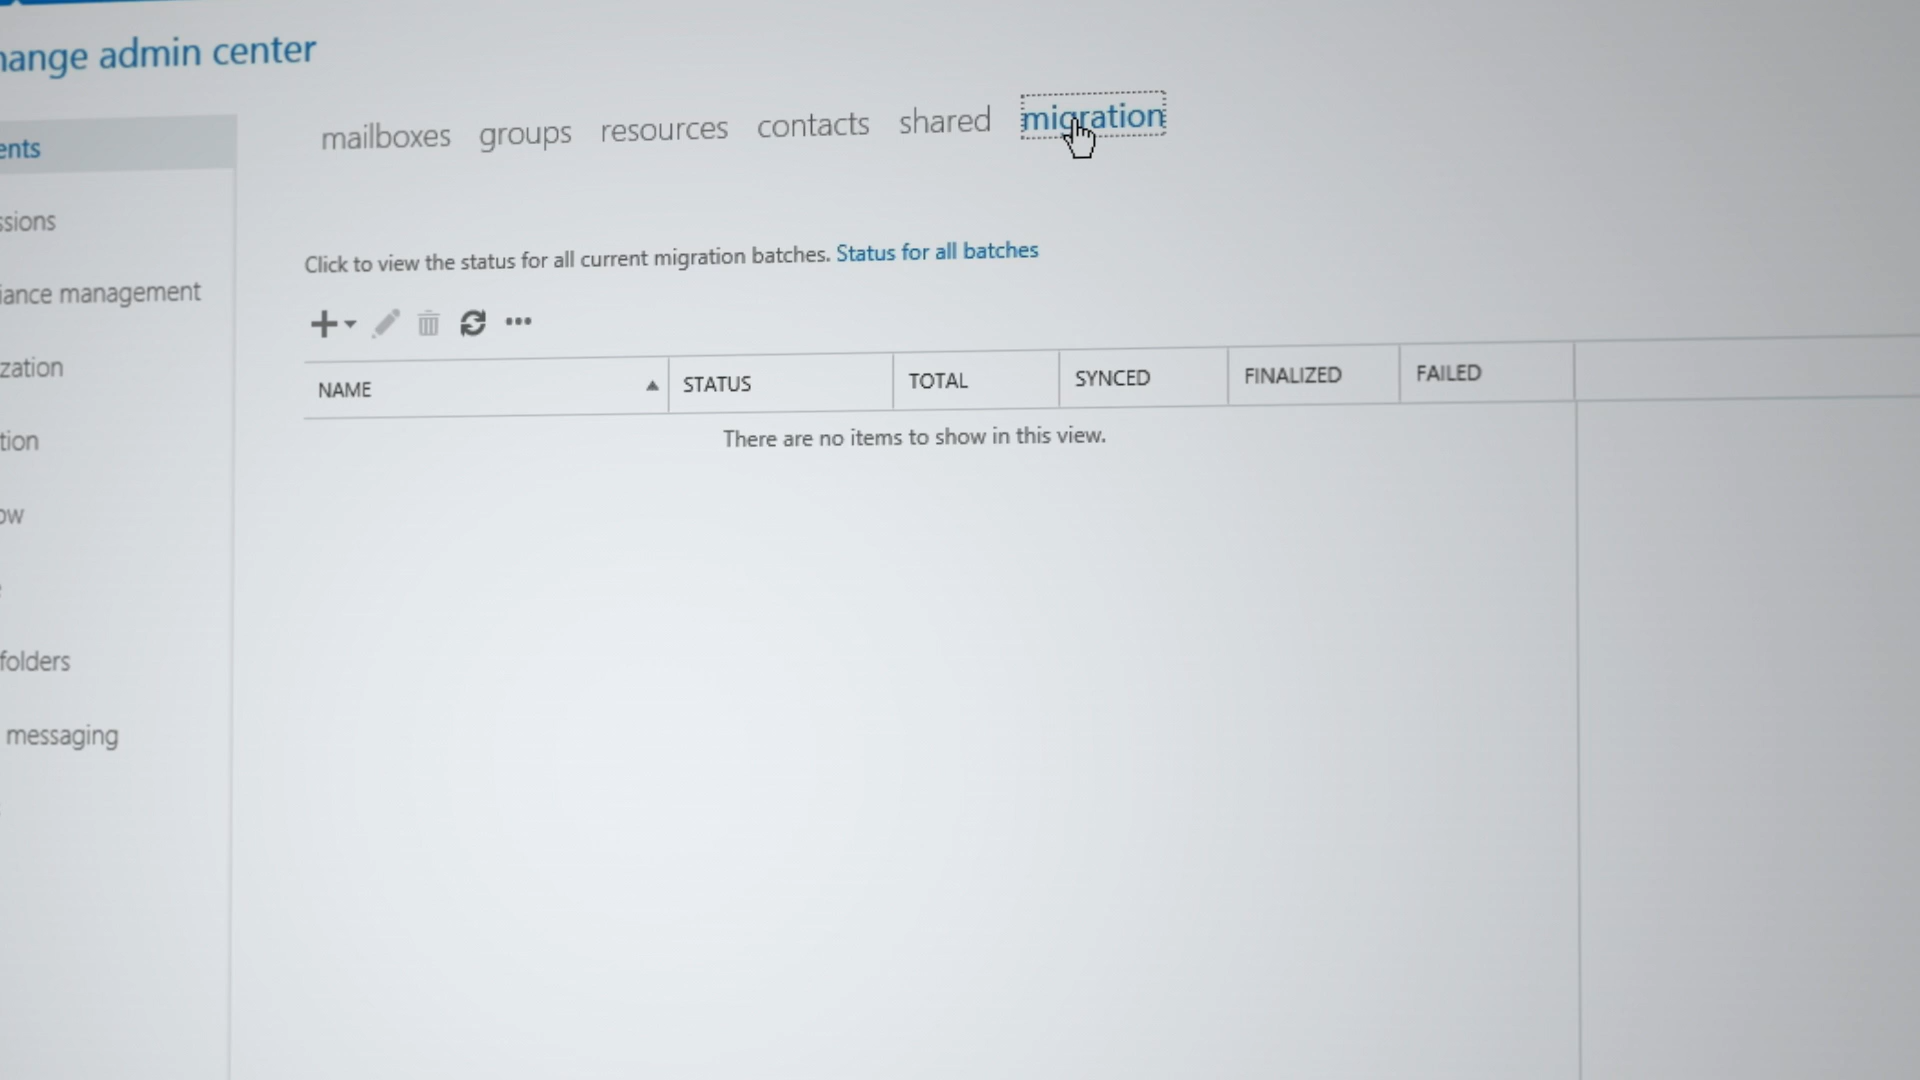 hange admin center
mailboxes groups resources contacts shared migration
ents
ssions
iance management
zation
tion
ow
folders
messaging
Click to view the status for all current migration batches. Status for all batches
NAME STATUS TOTAL SYNCED FINALIZED FAILED
There are no items to show in this view.